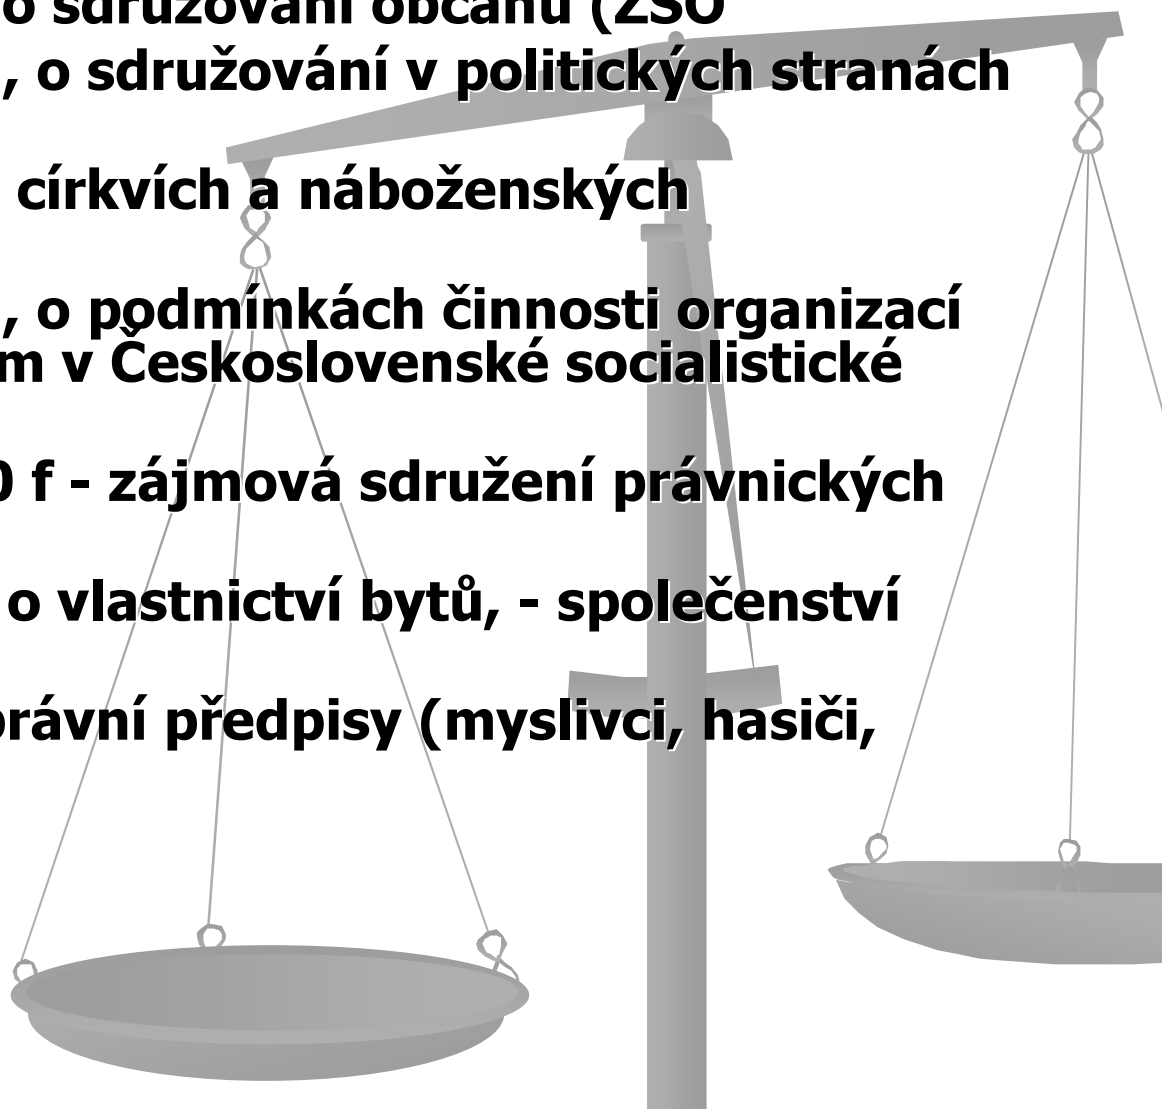 o sdružování občanů (ZSO
, o sdružování v politických stranách
církvích a náboženských
, o podmínkách činnosti organizací
m v Československé socialistické
0 f - zájmová sdružení právnických
o vlastnictví bytů, - společenství
právní předpisy (myslivci, hasiči,